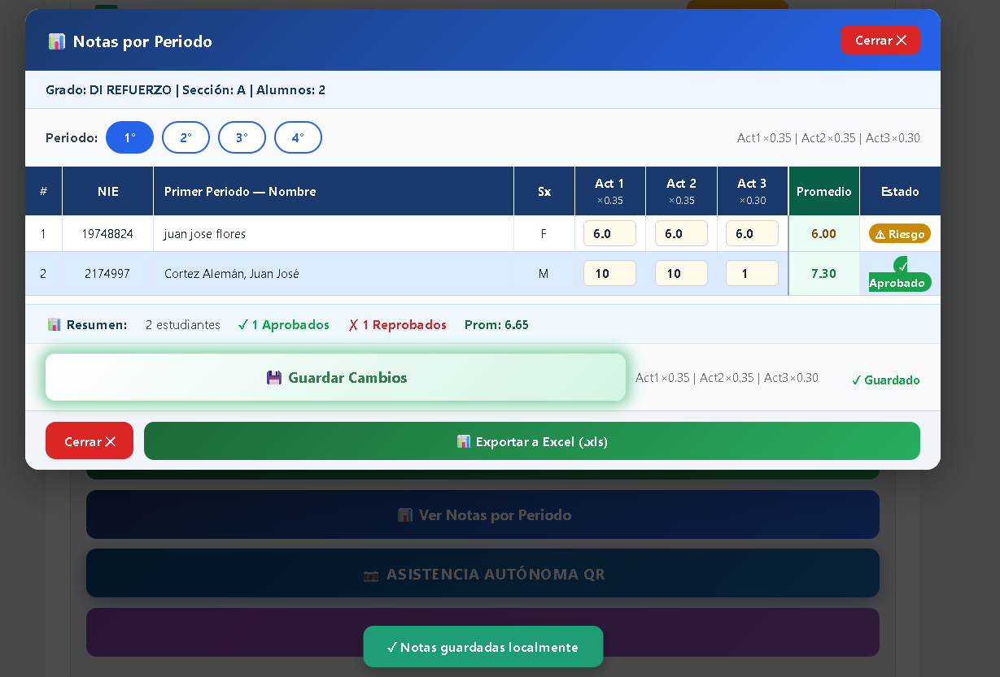 📊 Notas por Periodo
Cerrar ✕
Grado: DI REFUERZO | Sección: A | Alumnos: 2
Periodo: 1° 2° 3° 4° Act1×0.35 | Act2×0.35 | Act3×0.30
# NIE Primer Periodo — Nombre Sx Act 1 ×0.35 Act 2 ×0.35 Act 3 ×0.30 Promedio Estado
1 19748824 juan jose flores F 6.0 6.0 6.0 6.00 ⚠ Riesgo
2 2174997 Cortez Alemán, Juan José M 10 10 1 7.30 ✓ Aprobado
📊 Resumen: 2 estudiantes ✓ 1 Aprobados ✗ 1 Reprobados Prom: 6.65
💾 Guardar Cambios Act1×0.35 | Act2×0.35 | Act3×0.30 ✓ Guardado
Cerrar ✕ 📊 Exportar a Excel (.xls)
📊 Ver Notas por Periodo
ASISTENCIA AUTÓNOMA QR
✓ Notas guardadas localmente